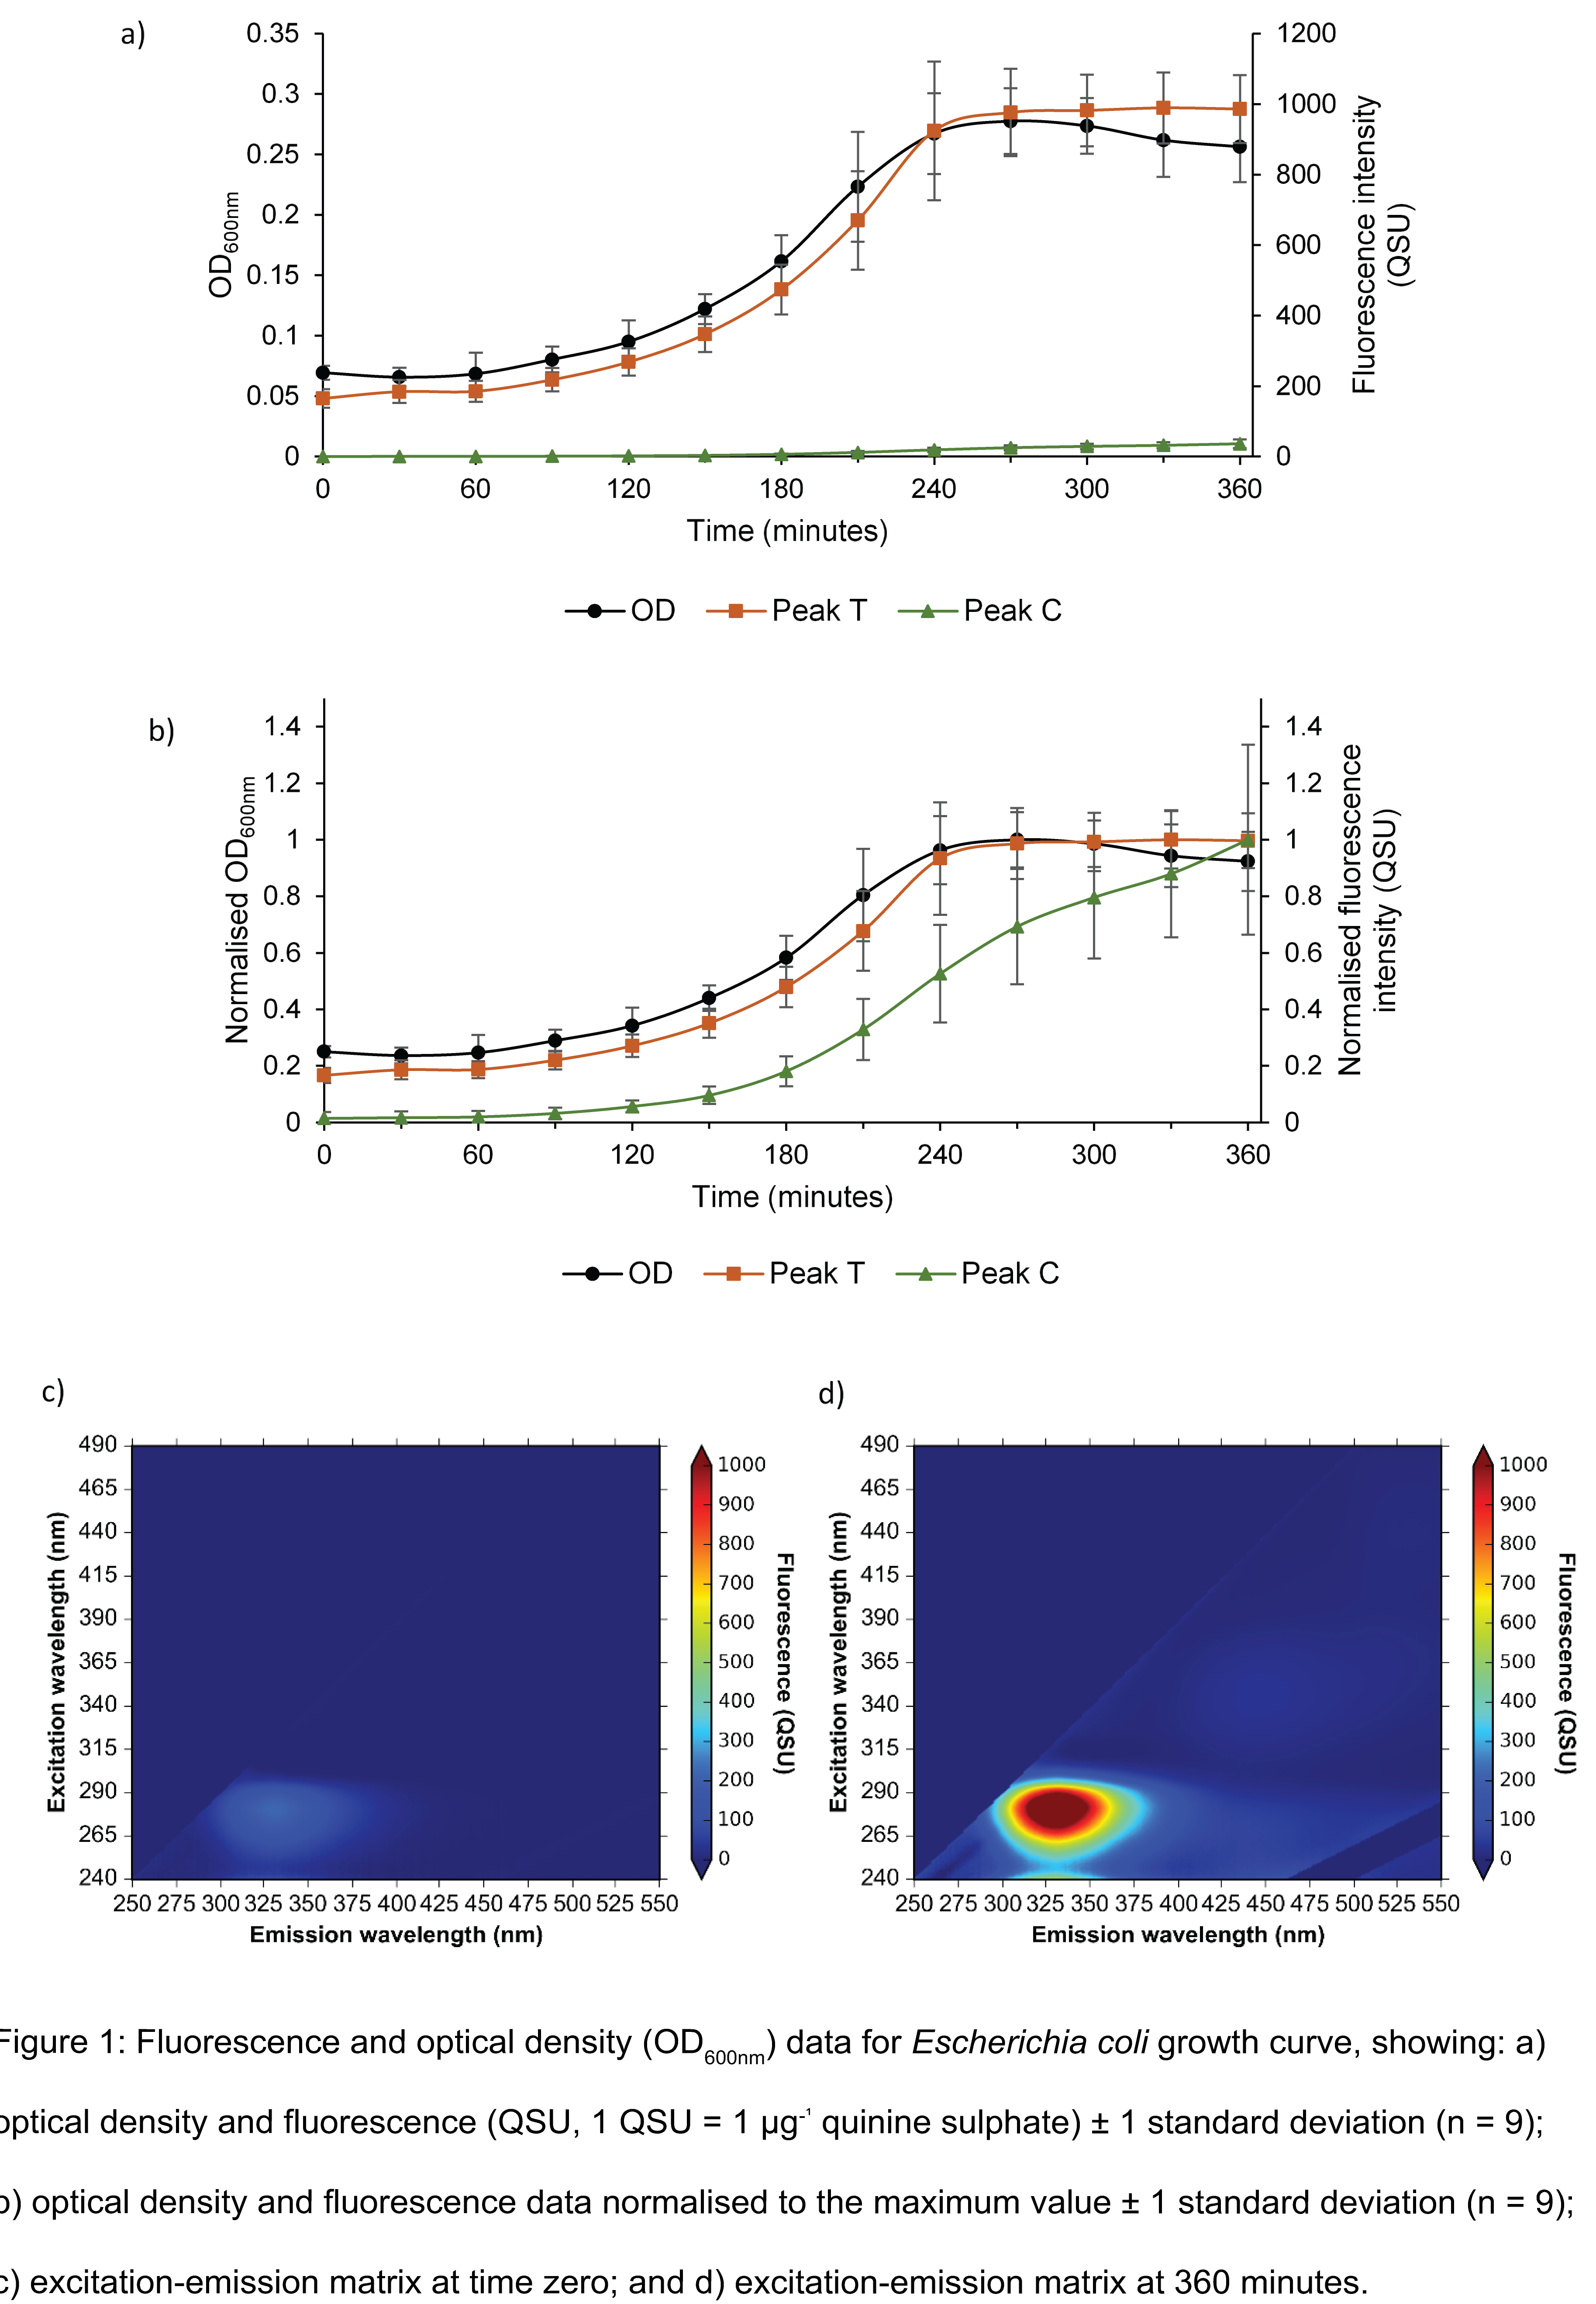 a)
0.35
0.3
0.25
0.2
0.15
0.1
0.05
0
OD600nm
1200
1000
800
600
400
200
0
Fluorescence intensity
(QSU)
0 60 120 180 240 300 360
Time (minutes)
OD Peak T Peak C
b)
1.4
1.2
1
0.8
0.6
0.4
0.2
0
Normalised OD600nm
1.4
1.2
1
0.8
0.6
0.4
0.2
0
Normalised fluorescence
intensity (QSU)
0 60 120 180 240 300 360
Time (minutes)
OD Peak T Peak C
c)
490
465
440
415
390
365
340
315
290
265
240
Excitation wavelength (nm)
250 275 300 325 350 375 400 425 450 475 500 525 550
Emission wavelength (nm)
1000
900
800
700
600
500
400
300
200
100
0
Fluorescence (QSU)
d)
490
465
440
415
390
365
340
315
290
265
240
Excitation wavelength (nm)
250 275 300 325 350 375 400 425 450 475 500 525 550
Emission wavelength (nm)
1000
900
800
700
600
500
400
300
200
100
0
Fluorescence (QSU)
Figure 1: Fluorescence and optical density (OD600nm) data for Escherichia coli growth curve, showing: a)
optical density and fluorescence (QSU, 1 QSU = 1 µg-¹ quinine sulphate) ± 1 standard deviation (n = 9);
b) optical density and fluorescence data normalised to the maximum value ± 1 standard deviation (n = 9);
c) excitation-emission matrix at time zero; and d) excitation-emission matrix at 360 minutes.